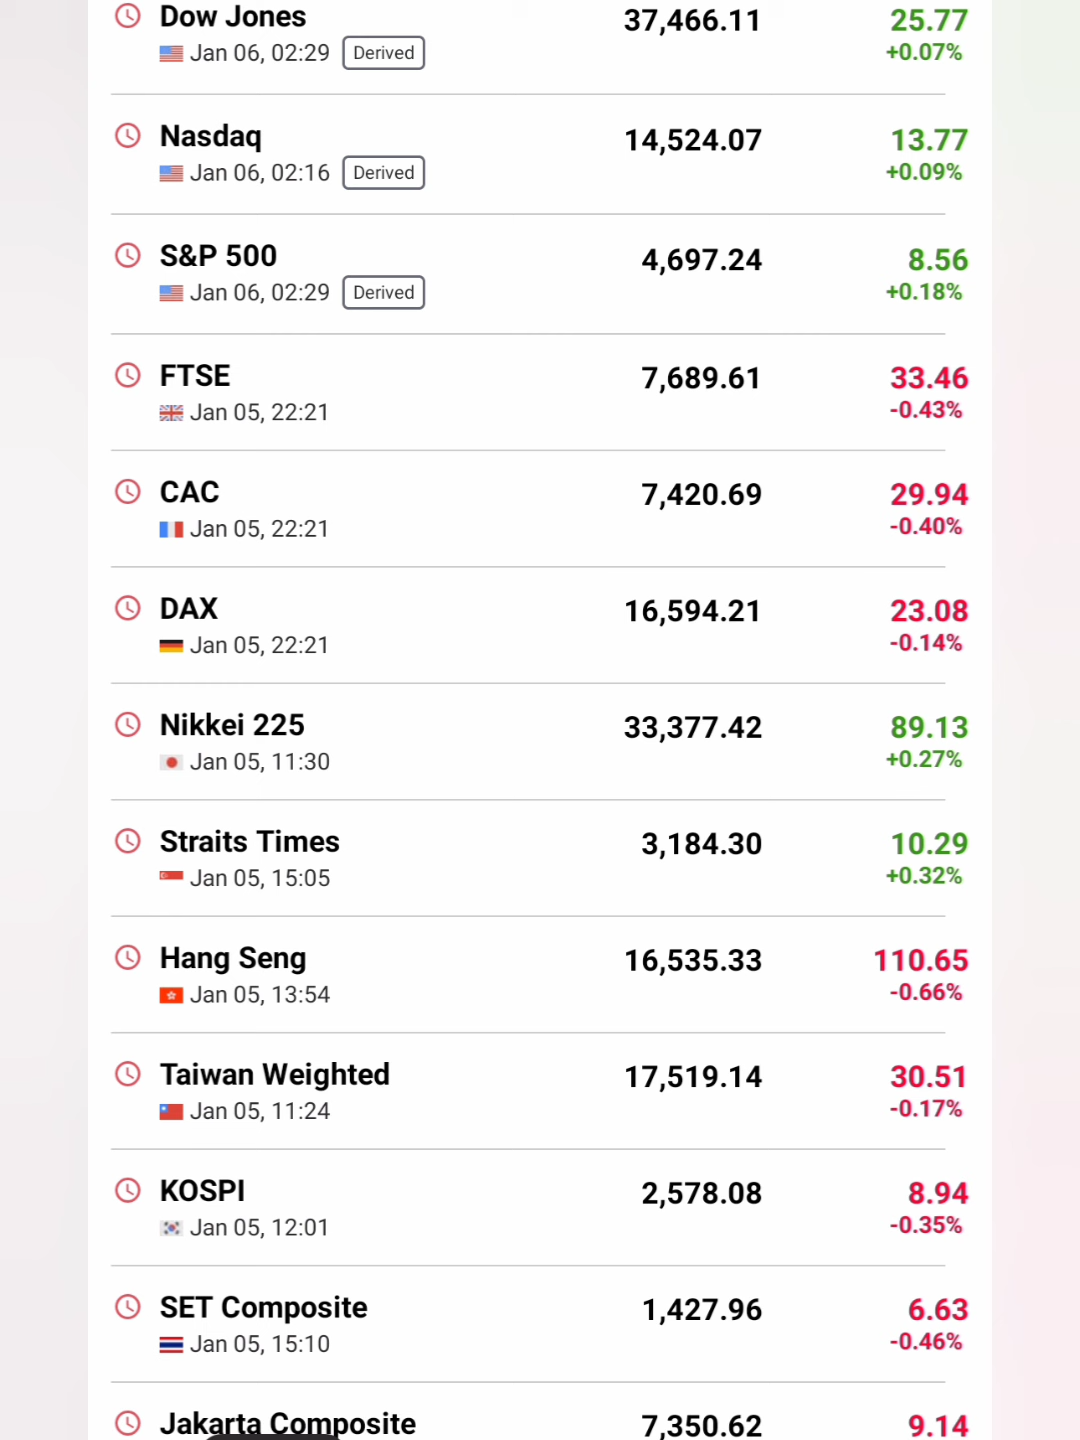 Dow Jones 37,466.11 25.77
Jan 06, 02:29 Derived +0.07%
Nasdaq 14,524.07 13.77
Jan 06, 02:16 Derived +0.09%
S&P 500 4,697.24 8.56
Jan 06, 02:29 Derived +0.18%
FTSE 7,689.61 33.46
Jan 05, 22:21 -0.43%
CAC 7,420.69 29.94
Jan 05, 22:21 -0.40%
DAX 16,594.21 23.08
Jan 05, 22:21 -0.14%
Nikkei 225 33,377.42 89.13
Jan 05, 11:30 +0.27%
Straits Times 3,184.30 10.29
Jan 05, 15:05 +0.32%
Hang Seng 16,535.33 110.65
Jan 05, 13:54 -0.66%
Taiwan Weighted 17,519.14 30.51
Jan 05, 11:24 -0.17%
KOSPI 2,578.08 8.94
Jan 05, 12:01 -0.35%
SET Composite 1,427.96 6.63
Jan 05, 15:10 -0.46%
Jakarta Composite 7,350.62 9.14